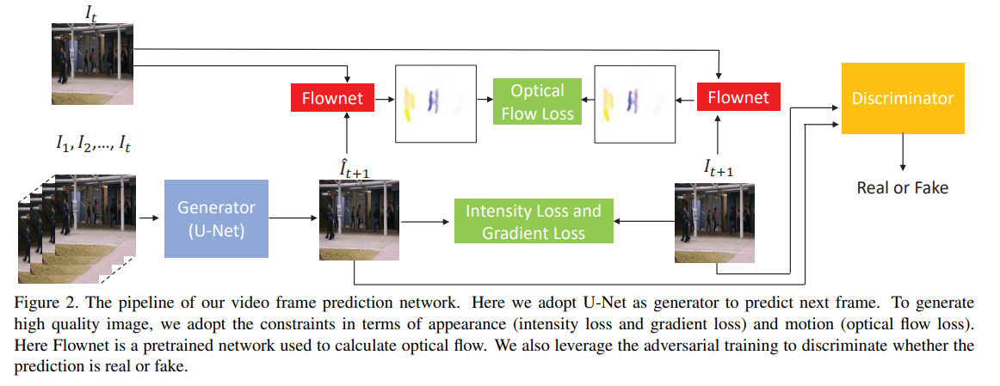 I_t
Flownet
Optical
Flow Loss
Flownet
Discriminator
I_1, I_2,..., I_t
Î_{t+1}
I_{t+1}
Real or Fake
Generator
(U-Net)
Intensity Loss and
Gradient Loss
Figure 2. The pipeline of our video frame prediction network. Here we adopt U-Net as generator to predict next frame. To generate
high quality image, we adopt the constraints in terms of appearance (intensity loss and gradient loss) and motion (optical flow loss).
Here Flownet is a pretrained network used to calculate optical flow. We also leverage the adversarial training to discriminate whether the
prediction is real or fake.